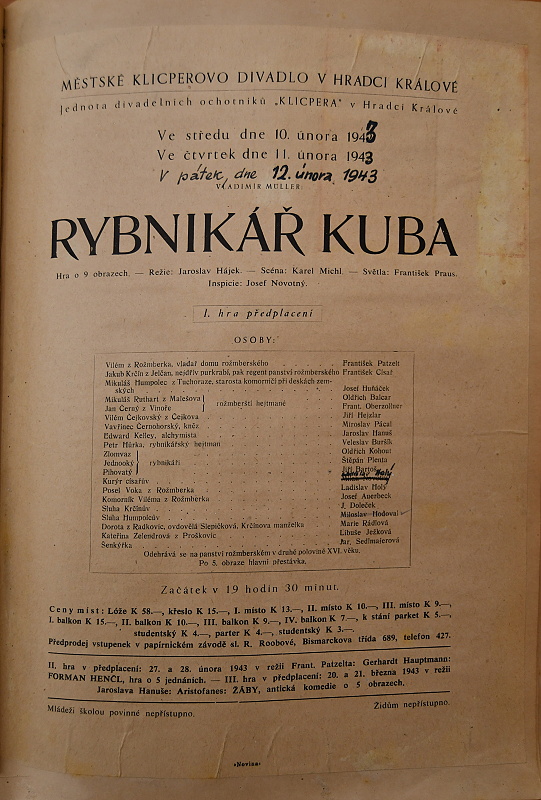 MĚSTSKÉ KLICPEROVO DIVADLO V HRADCI KRÁLOVÉ
Jednota divadelních ochotníků „KLICPERA" v Hradci Králové
Ve středu dne 10. února 1943
Ve čtvrtek dne 11. února 1943
V pátek, dne 12. února 1943
VLADIMÍR MÜLLER:
RYBNIKÁŘ KUBA
Hra o 9 obrazech. — Režie: Jaroslav Hájek. — Scéna: Karel Michl. — Světla: František Praus.
Inspicie: Josef Novotný.
I. hra předplacení
OSOBY:
Vilém z Rožmberka, vladař domu rožmberského František Patzelt
Jakub Krčín z Jelčan, nejdřív purkrabí, pak regent panství rožmberského František Císař
Mikuláš Humpolec z Tuchoraze, starosta komorničí při deskách zemských Josef Hofláček
Mikuláš Ruthart z Malešova Oldřich Balcar
rožmberští hejtmané
Jan Černý z Vinoře Frant. Oberzollner
Vilém Čejkovský z Čejkova Jiří Hejzlar
Vavřinec Černohorský, kněz Miroslav Pácal
Edward Kelley, alchymista Jaroslav Hanuš
Petr Hůrka, rybnikářský hejtman Veleslav Buršík
Zlomvaz Oldřich Kohout
Jednooký rybnikáři Štěpán Plenta
Pihovatý Jiří Bartoš
Kurýr císařův
Posel Voka z Rožmberka Ladislav Holý
Komorník Viléma z Rožmberka Josef Auerbeck
Sluha Krčínův J. Doleček
Sluha Humpolcův Miloslav Hodoval
Dorota z Radkovic, ovdovělá Slepičková, Krčínova manželka Marie Rádlová
Kateřina Zelendrová z Proškovic Libuše Ježková
Šenkýřka Jar. Sedlmajerová
Odehrává se na panství rožmberském v druhé polovině XVI. věku.
Po 5. obraze hlavní přestávka.
Začátek v 19 hodin 30 minut.
Ceny míst: Lóže K 58.—, křeslo K 15.—, I. místo K 13.—, II. místo K 10.—, III. místo K 9.—,
I. balkon K 15.—, II. balkon K 10.—, III. balkon K 9.—, IV. balkon K 7.—, k stání parket K 5.—,
studentský K 4.—, parter K 4.—, studentský K 3.—.
Předprodej vstupenek v papírnickém závodě sl. R. Roobové, Bismarckova třída 689, telefon 427.
II. hra v předplacení: 27. a 28. února 1943 v režii Frant. Patzelta: Gerhardt Hauptmann:
FORMAN HENČL, hra o 5 jednáních. — III. hra v předplacení: 20. a 21. března 1943 v režii
Jaroslava Hanuše: Aristofanes: ŽÁBY, antická komedie o 5 obrazech.
Mládeži školou povinné nepřístupno. Židům nepřístupno.
»Novina«